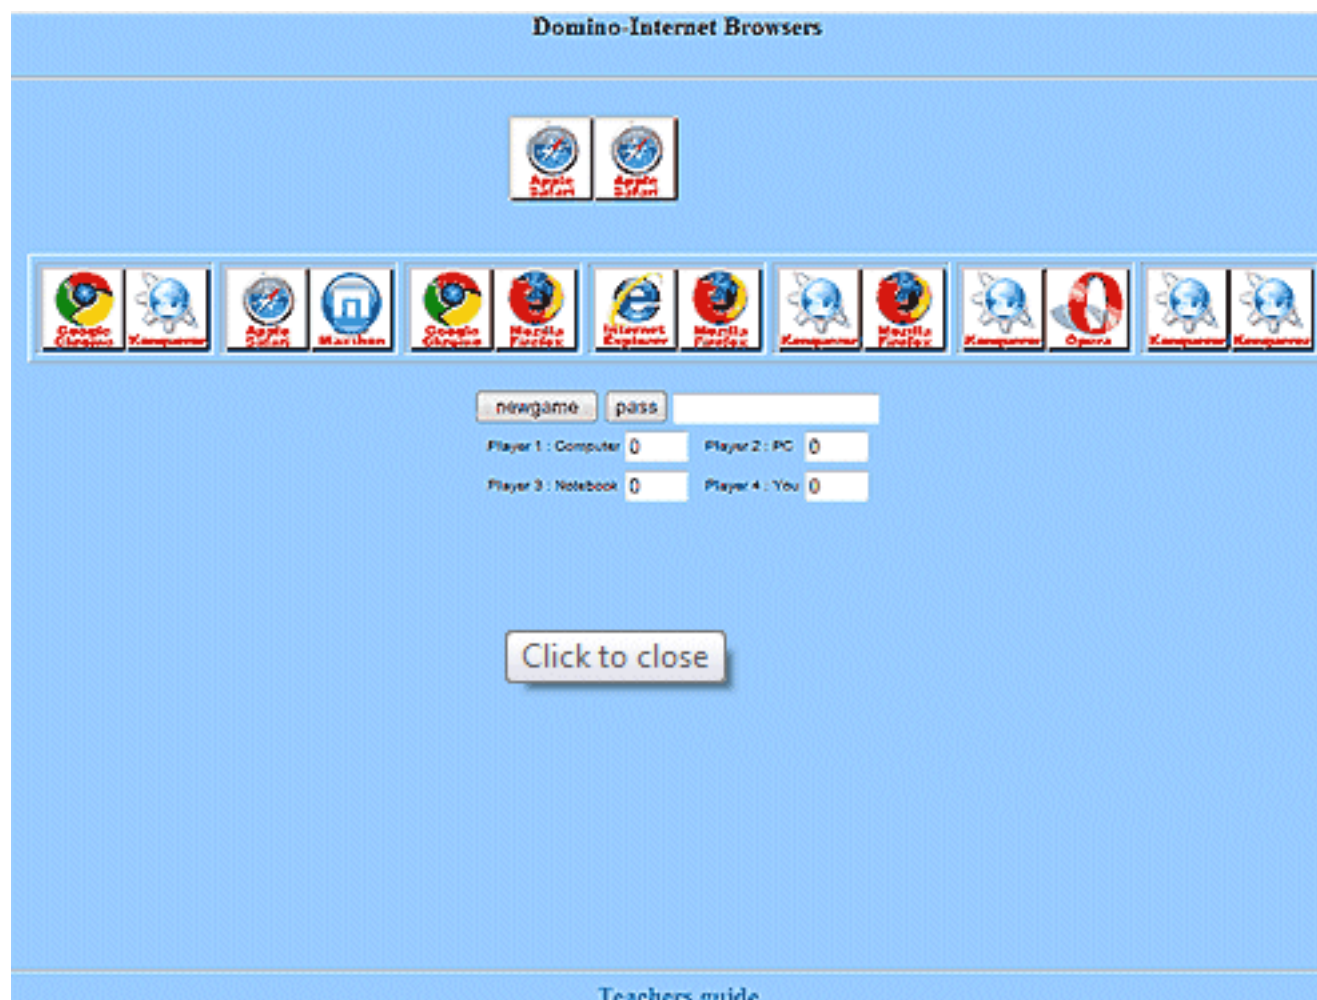 Domino-Internet Browsers
Apple Safari Apple Safari
Google Chrome Konqueror Apple Safari Maxthon Google Chrome Mozilla Firefox Internet Explorer Mozilla Firefox Konqueror Mozilla Firefox Konqueror Opera Konqueror Konqueror
newgame pass
Player 1 : Computer 0 Player 2 : PC 0
Player 3 : Notebook 0 Player 4 : You 0
Click to close
Teachers guide